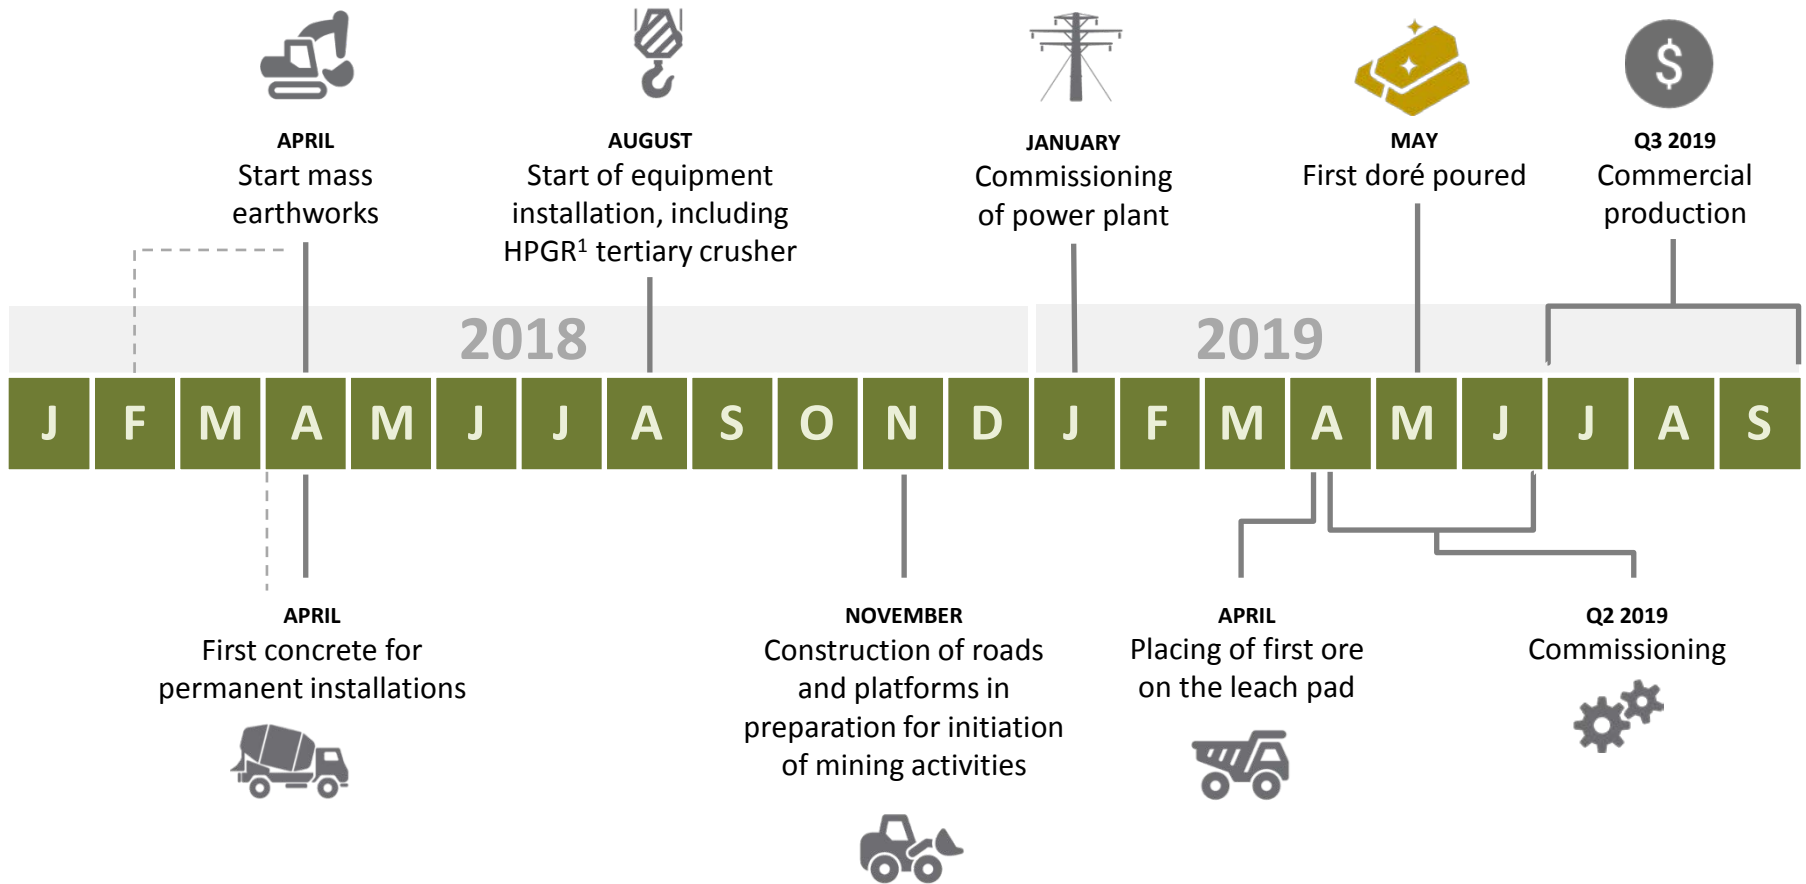 APRIL
Start mass
earthworks
AUGUST
Start of equipment
installation, including
HPGR¹ tertiary crusher
JANUARY
Commissioning
of power plant
MAY
First doré poured
Q3 2019
Commercial
production
2018
2019
J F M A M J J A S O N D J F M A M J J A S
APRIL
First concrete for
permanent installations
NOVEMBER
Construction of roads
and platforms in
preparation for initiation
of mining activities
APRIL
Placing of first ore
on the leach pad
Q2 2019
Commissioning
$